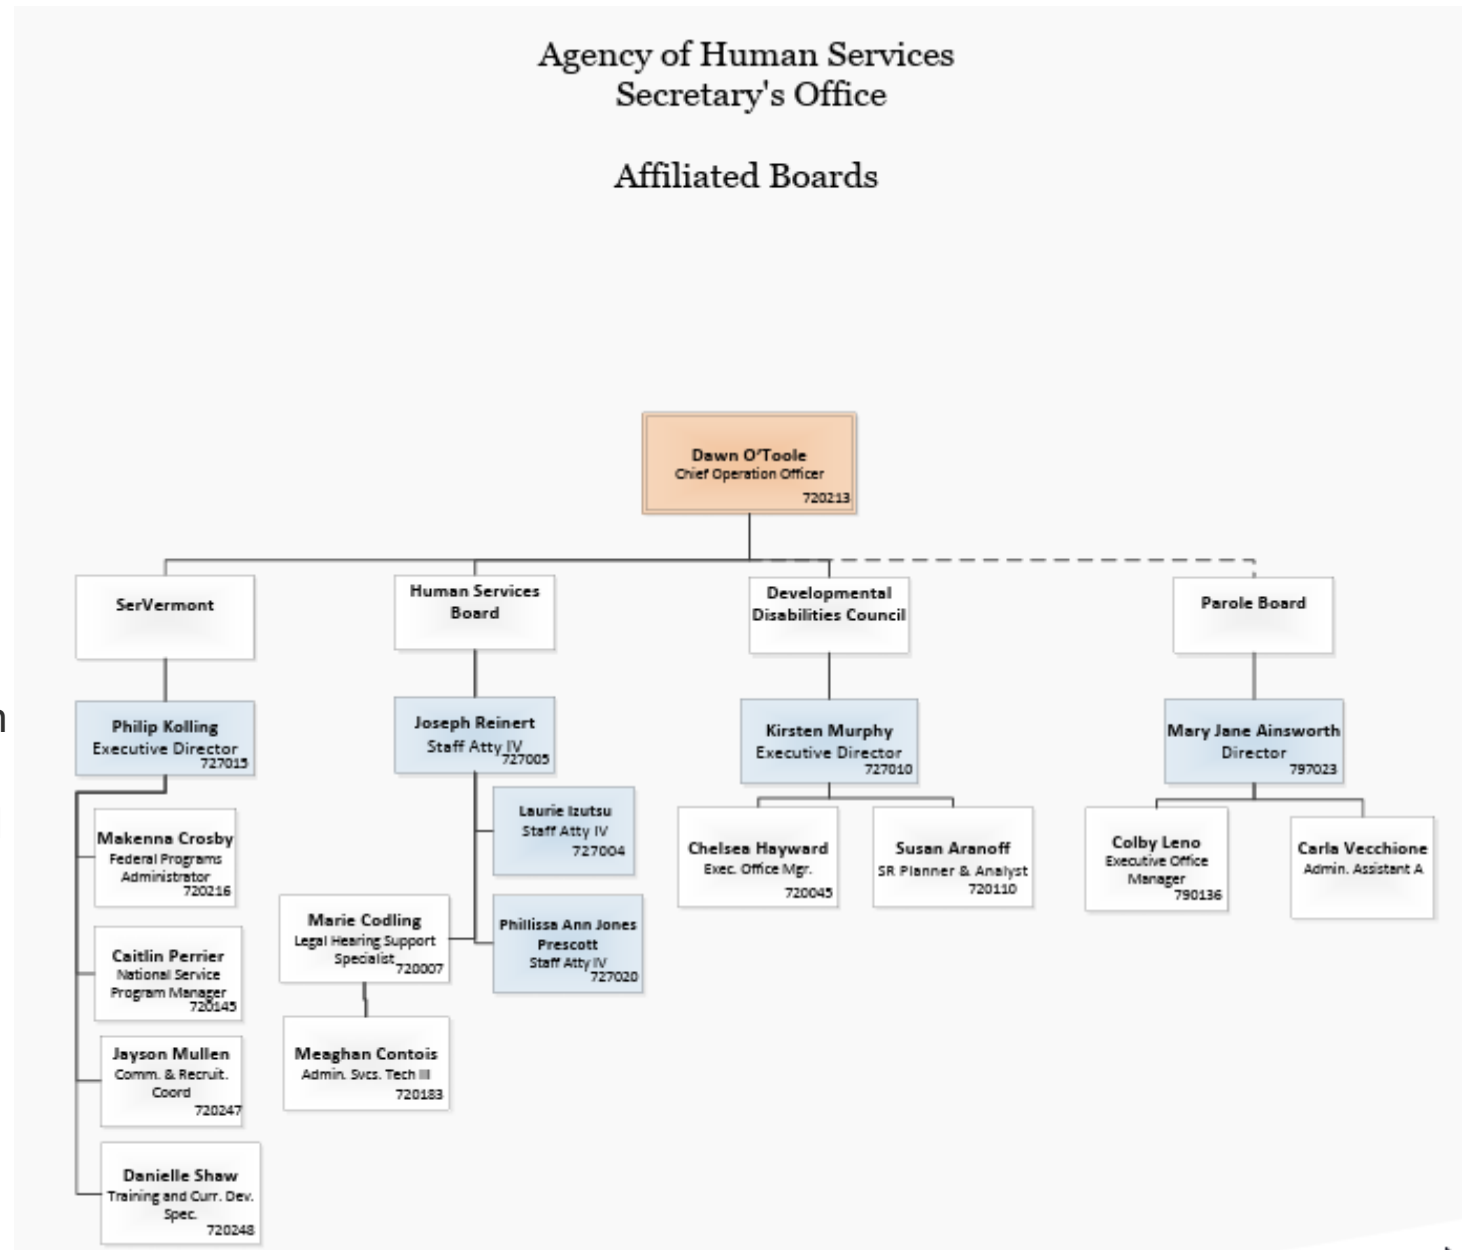 Agency of Human Services
Secretary's Office
Affiliated Boards
Dawn O'Toole
Chief Operation Officer
720213
SerVermont
Human Services
Board
Developmental
Disabilities Council
Parole Board
Philip Kolling
Executive Director
727015
Joseph Reinert
Staff Atty IV
727005
Kirsten Murphy
Executive Director
727010
Mary Jane Ainsworth
Director
797023
Makenna Crosby
Federal Programs
Administrator
720216
Caitlin Perrier
National Service
Program Manager
720145
Jayson Mullen
Comm. & Recruit.
Coord
720247
Danielle Shaw
Training and Curr. Dev.
Spec.
720248
Laurie Izutsu
Staff Atty IV
727004
Phillissa Ann Jones
Prescott
Staff Atty IV
727020
Marie Codling
Legal Hearing Support
Specialist
720007
Meaghan Contois
Admin. Svcs. Tech III
720183
Chelsea Hayward
Exec. Office Mgr.
720045
Susan Aranoff
SR Planner & Analyst
720110
Colby Leno
Executive Office
Manager
790136
Carla Vecchione
Admin. Assistant A